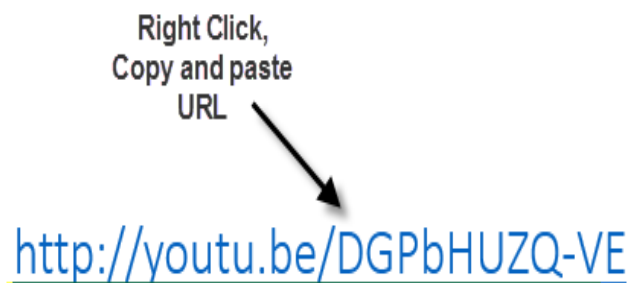 Right Click,
Copy and paste
URL
http://youtu.be/DGPbHUZQ-VE